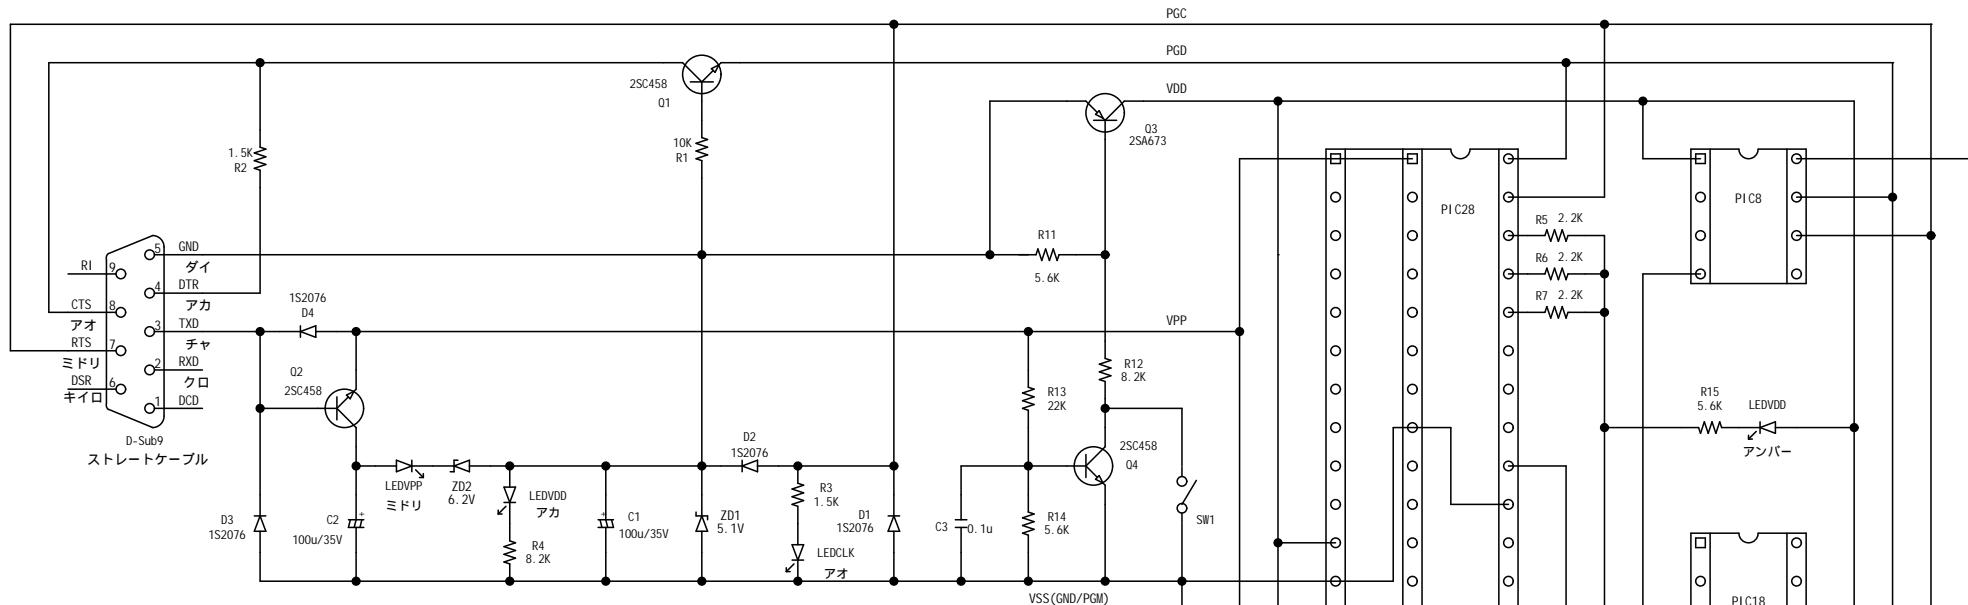 PGC
PGD
2SC458
Q1
VDD
Q3
2SA673
10K
R1
1.5K
R2
PIC28
PIC8
R5 2.2K
R6 2.2K
R7 2.2K
R11
5.6K
5 GND
ダイ
RI 9
4 DTR
アカ
CTS 8
アオ
3 TXD
チャ
RTS 7
ミドリ
2 RXD
クロ
DSR 6
キイロ
1 DCD
D-Sub9
ストレートケーブル
1S2076
D4
VPP
Q2
2SC458
R12
8.2K
R13
22K
R15
5.6K
LEDVDD
アンバー
D2
1S2076
2SC458
Q4
LEDVPP
ミドリ
ZD2
6.2V
LEDVDD
アカ
R3
1.5K
D3
1S2076
C2
+
100u/35V
R4
8.2K
C1
+
100u/35V
ZD1
5.1V
D1
1S2076
LEDCLK
アオ
C3 0.1u
R14
5.6K
SW1
VSS(GND/PGM)
PIC18